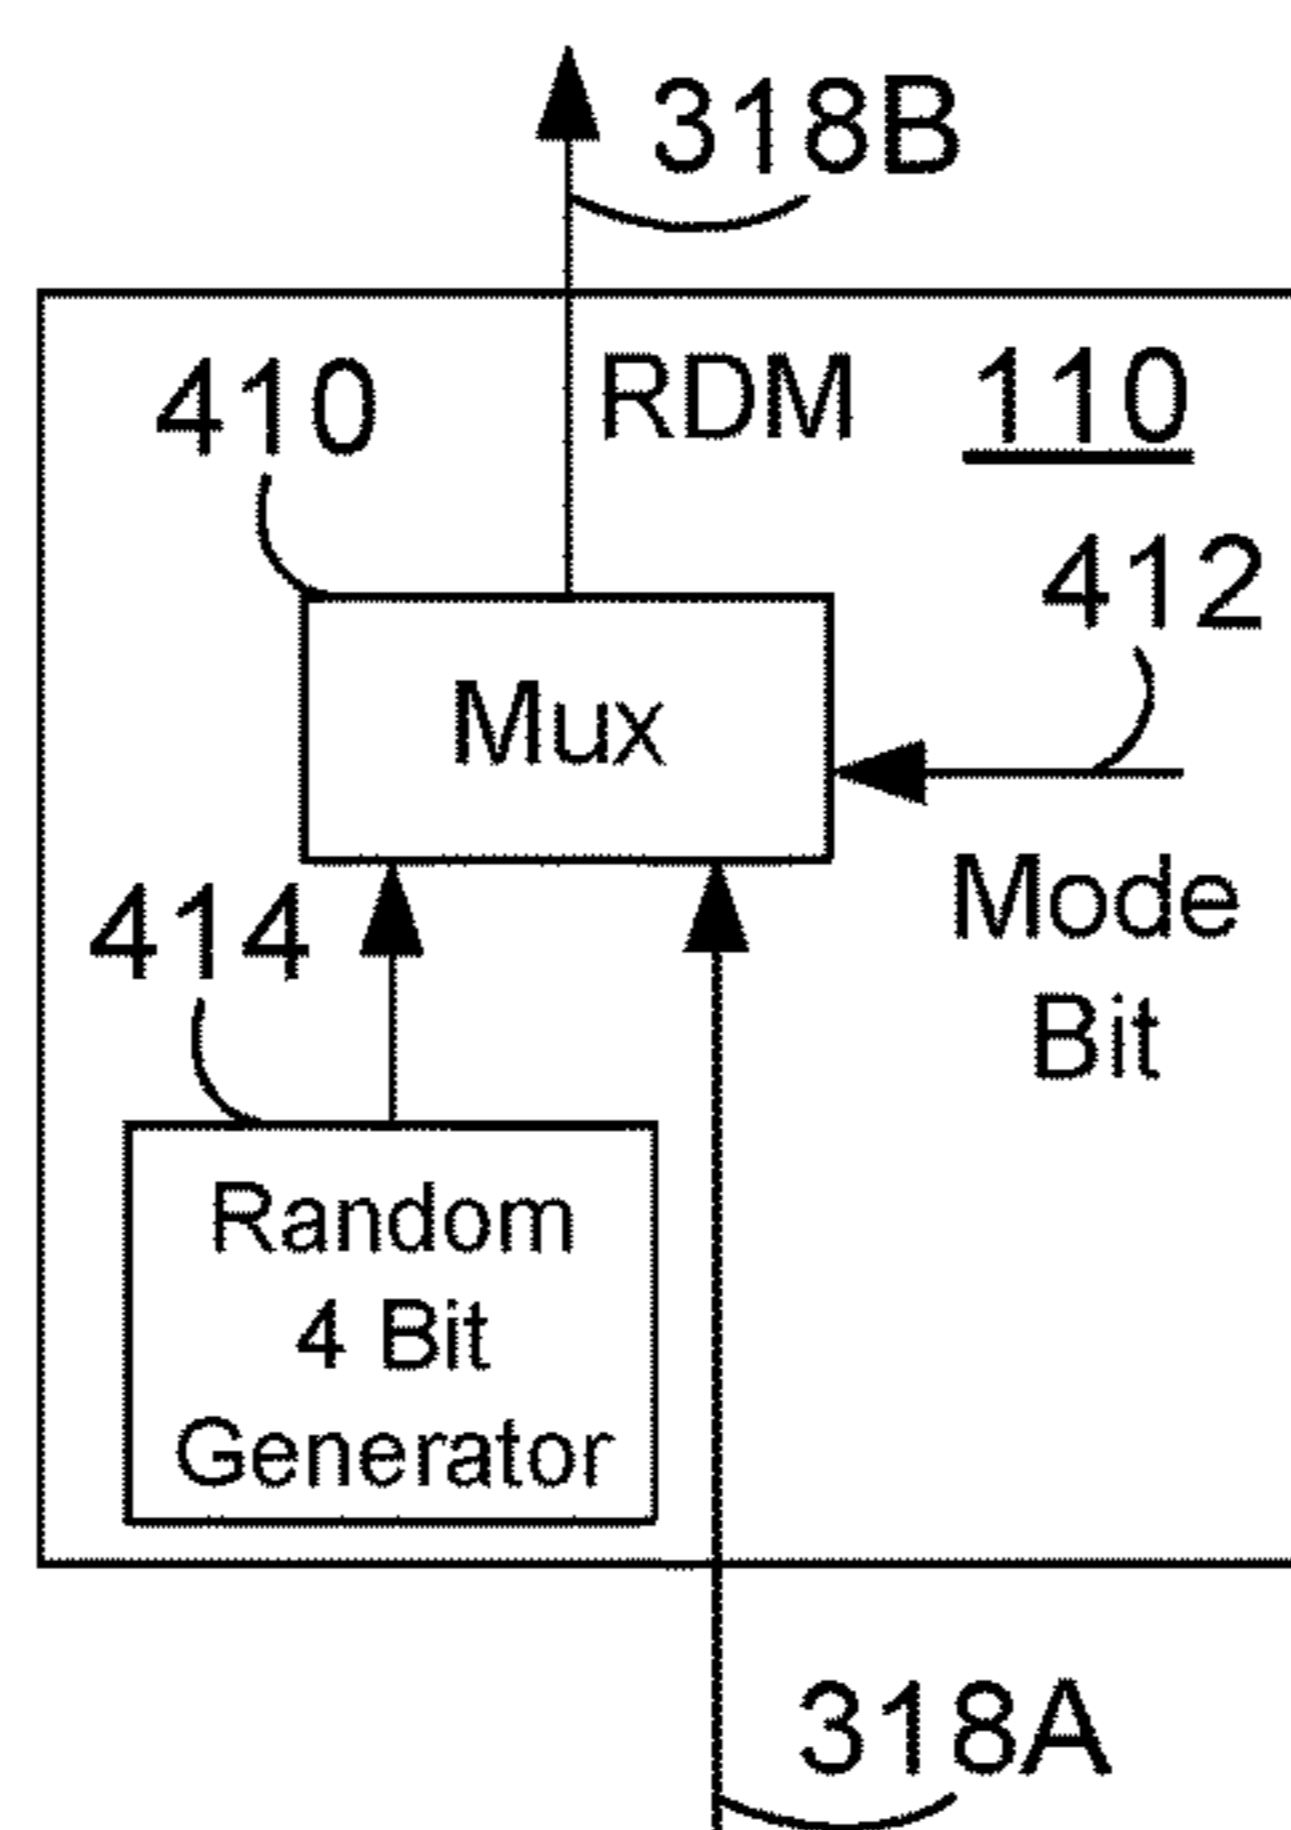 318B
410
RDM
110
412
Mux
Mode
Bit
414
Random
4 Bit
Generator
318A